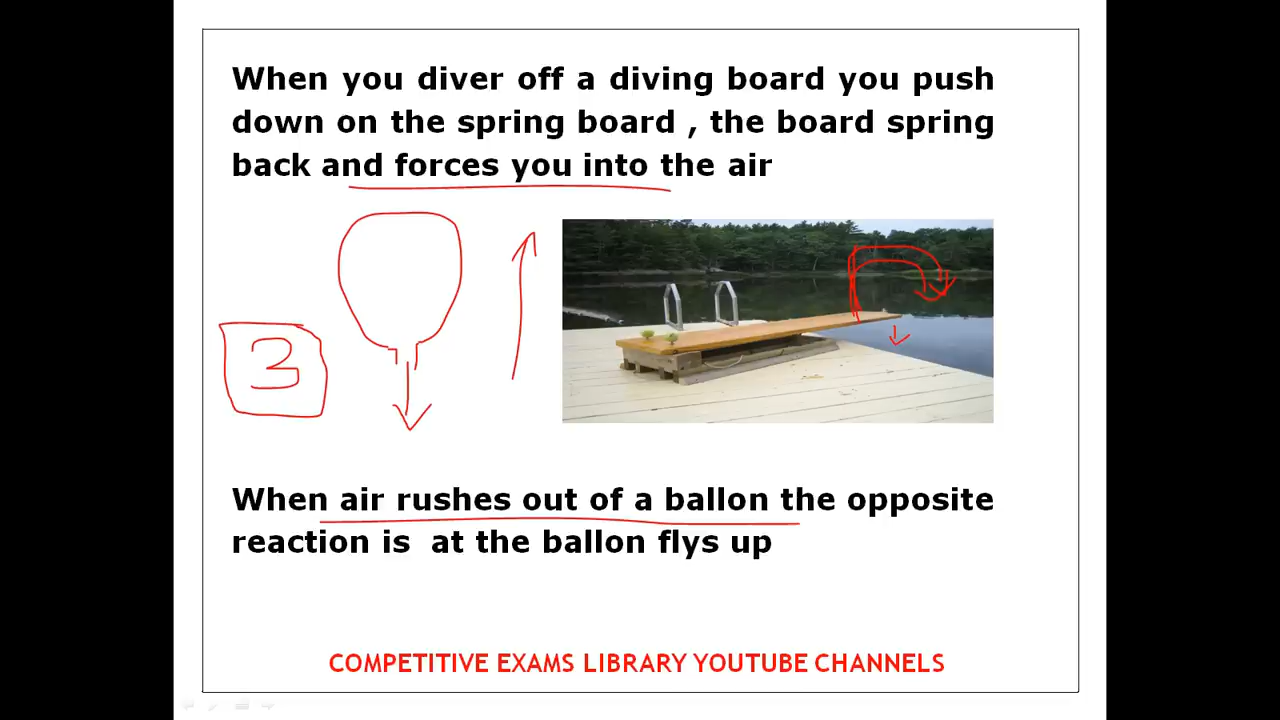 When you diver off a diving board you push
down on the spring board , the board spring
back and forces you into the air
3
When air rushes out of a ballon the opposite
reaction is at the ballon flys up
COMPETITIVE EXAMS LIBRARY YOUTUBE CHANNELS